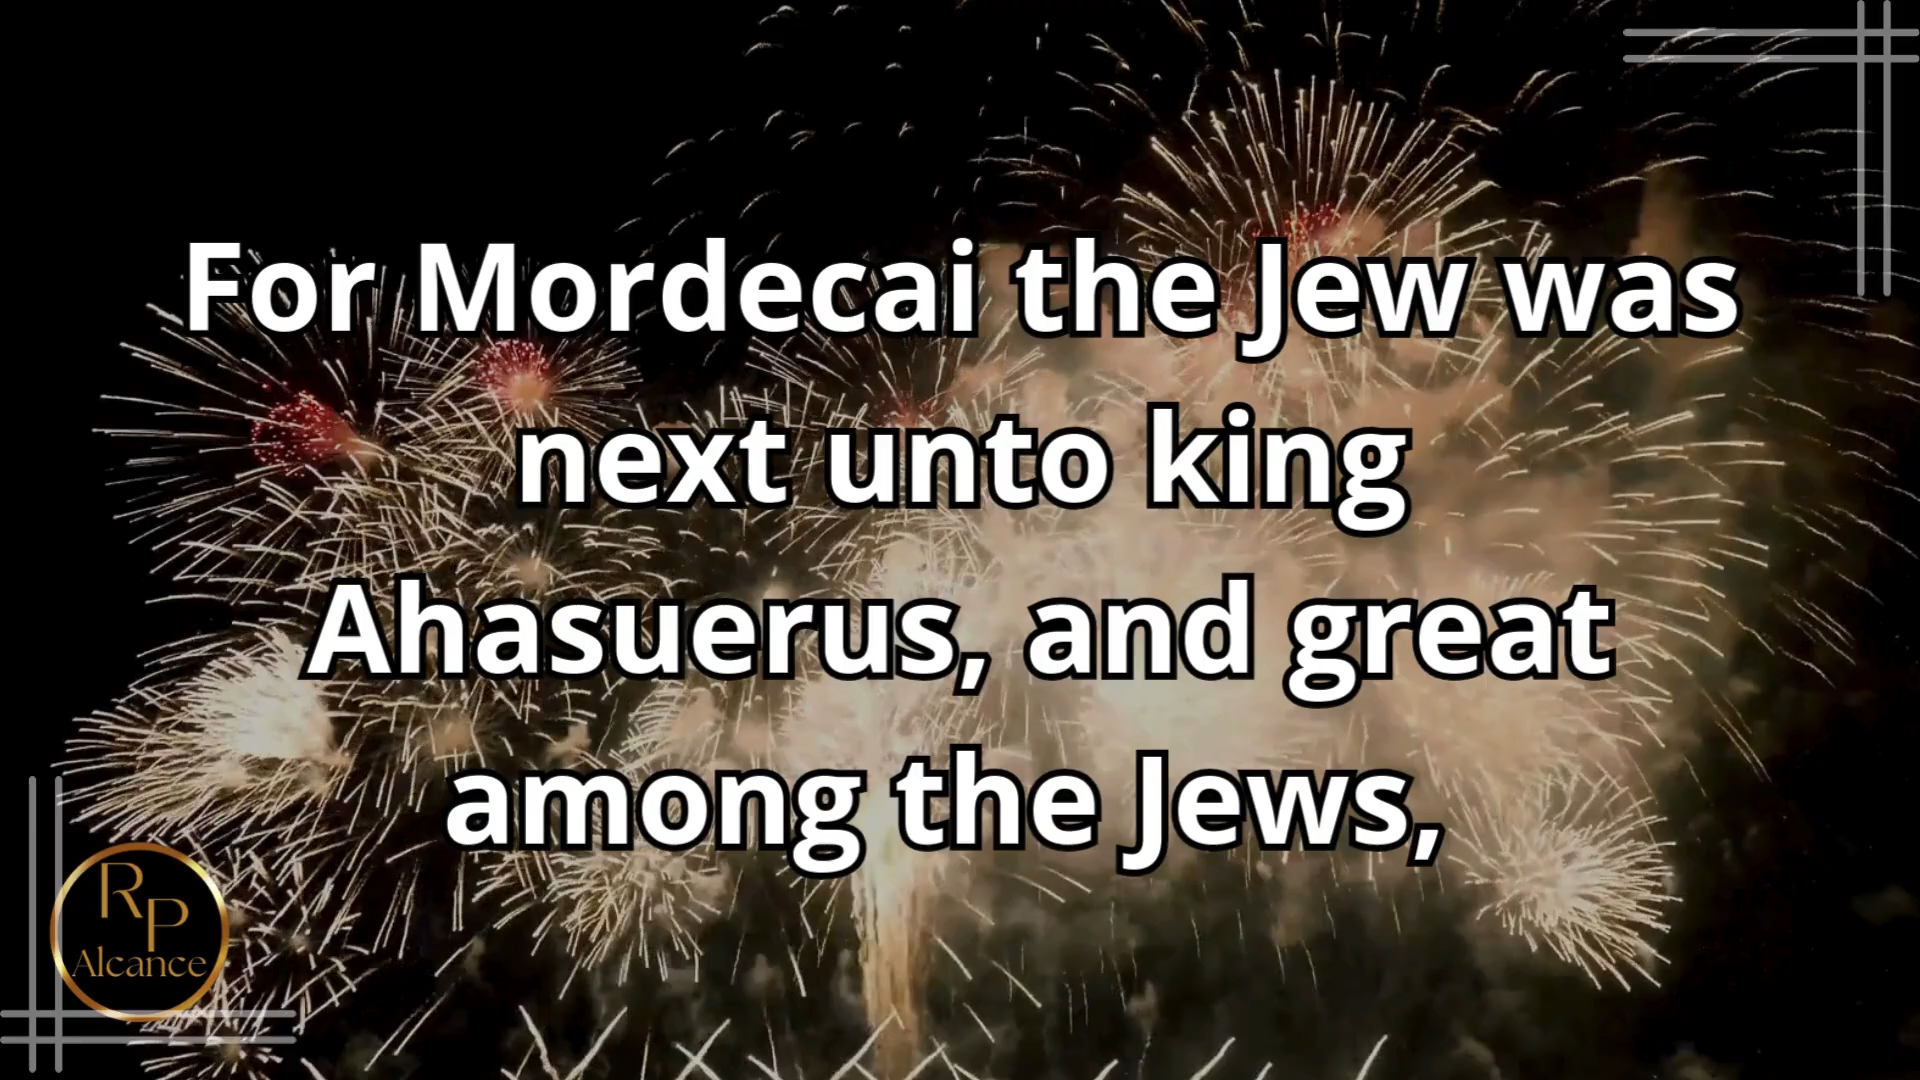 For Mordecai the Jew was
next unto king
Ahasuerus, and great
among the Jews,
RP
Alcance